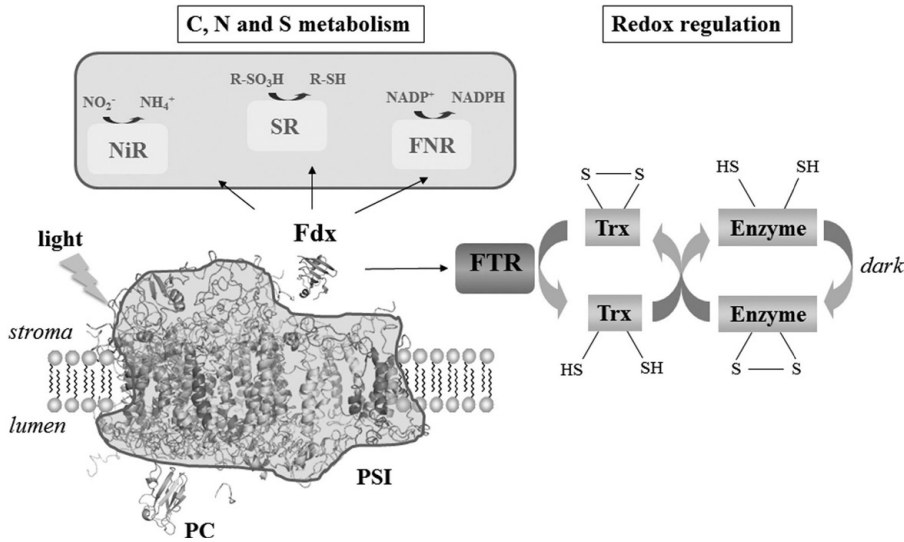 C, N and S metabolism
Redox regulation
R-SO₃H R-SH
NO₂⁻ NH₄⁺
NADP⁺ NADPH
NiR
SR
FNR
light
Fdx
stroma
lumen
PSI
PC
FTR
S S
Trx
HS SH
Enzyme
dark
Trx
HS SH
Enzyme
S S